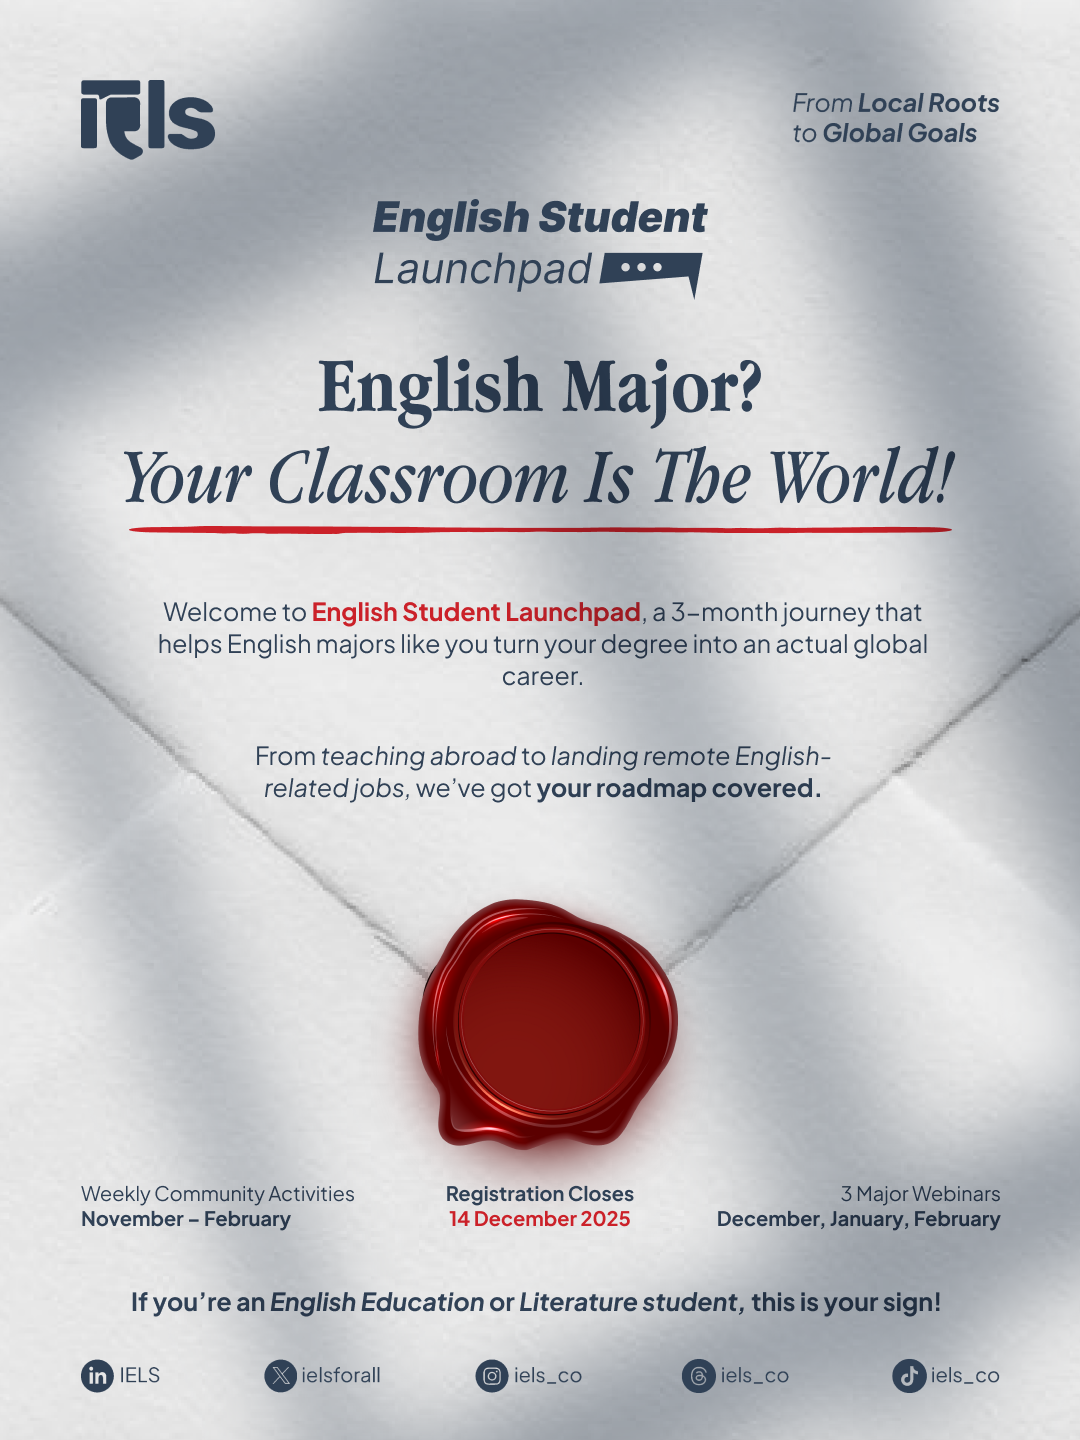 iels
From Local Roots
to Global Goals
English Student
Launchpad
English Major?
Your Classroom Is The World!
Welcome to English Student Launchpad, a 3-month journey that
helps English majors like you turn your degree into an actual global
career.
From teaching abroad to landing remote English-
related jobs, we've got your roadmap covered.
Weekly Community Activities
November – February
Registration Closes
14 December 2025
3 Major Webinars
December, January, February
If you're an English Education or Literature student, this is your sign!
IELS
ielsforall
iels_co
iels_co
iels_co